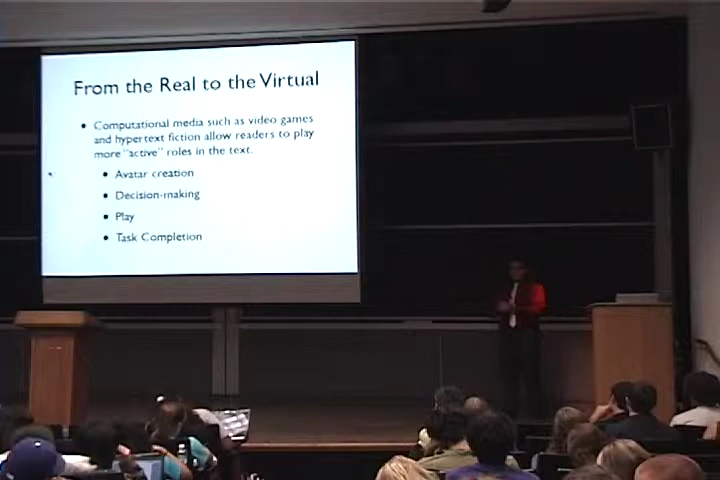 From the Real to the Virtual
• Computational media such as video games
and hypertext fiction allow readers to play
more "active" roles in the text.
• Avatar creation
• Decision-making
• Play
• Task Completion